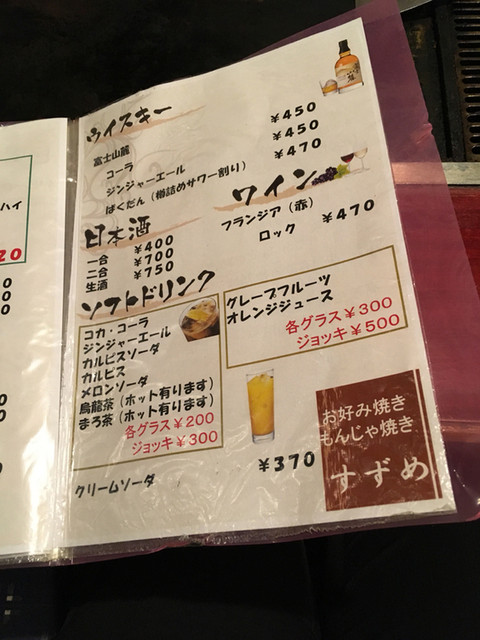 ハイ
20
ウイスキー
富士山麓
コーラ ¥450
ジンジャーエール ¥450
ばくだん（樽詰めサワー割り） ¥470
ワイン
フランジア（赤）
ロック ¥470
日本酒
一合 ¥400
二合 ¥700
生酒 ¥750
ソフトドリンク
コカ・コーラ
ジンジャーエール
カルピスソーダ
カルピス
メロンソーダ
烏龍茶（ホット有ります）
まろ茶（ホット有ります）
各グラス¥200
ジョッキ¥300
グレープフルーツ
オレンジジュース
各グラス¥300
ジョッキ¥500
クリームソーダ ¥370
お好み焼き
もんじゃ焼き
すずめ